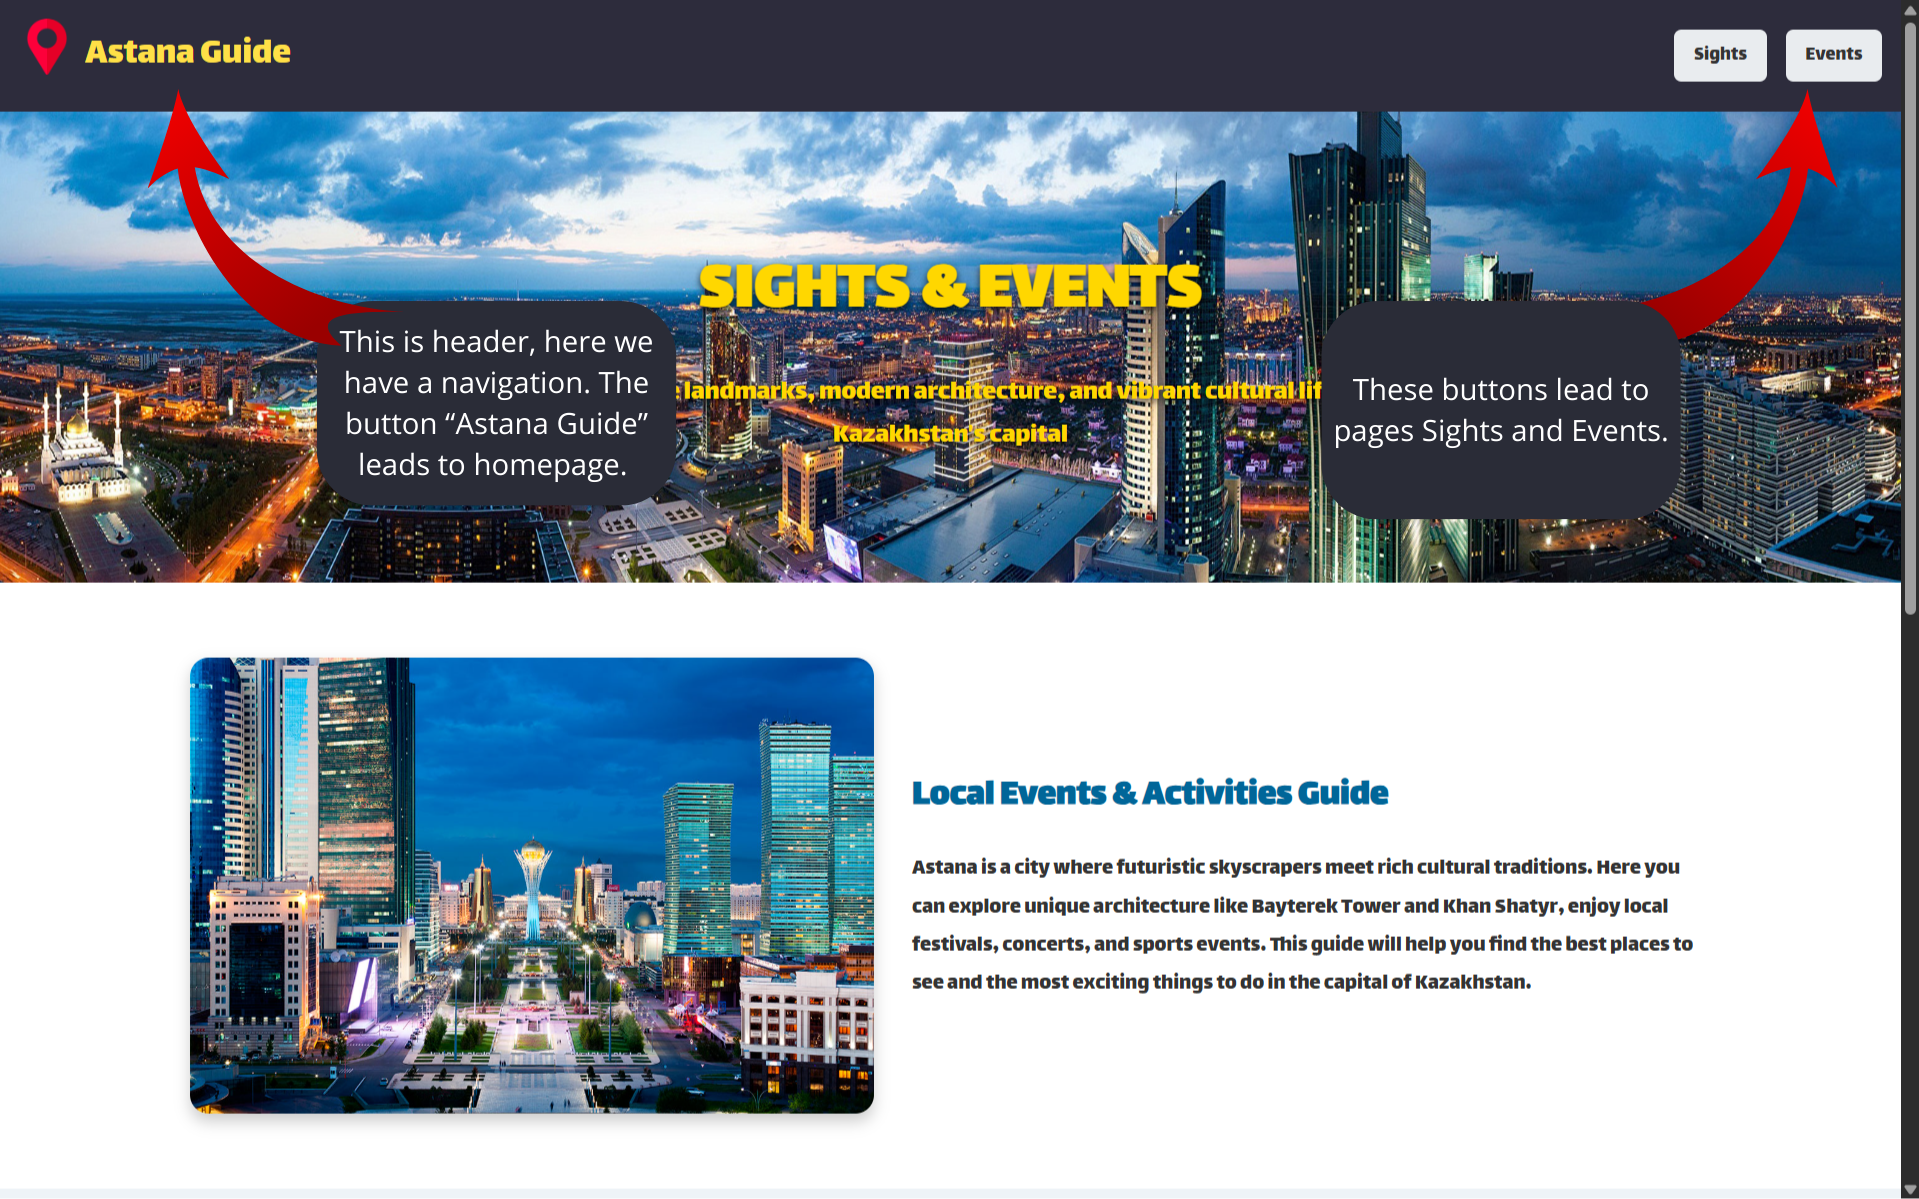 Astana Guide
Sights
Events
SIGHTS & EVENTS
landmarks, modern architecture, and vibrant cultural
Kazakhstan's capital
This is header, here we
have a navigation. The
button “Astana Guide”
leads to homepage.
These buttons lead to
pages Sights and Events.
Local Events & Activities Guide
Astana is a city where futuristic skyscrapers meet rich cultural traditions. Here you
can explore unique architecture like Bayterek Tower and Khan Shatyr, enjoy local
festivals, concerts, and sports events. This guide will help you find the best places to
see and the most exciting things to do in the capital of Kazakhstan.